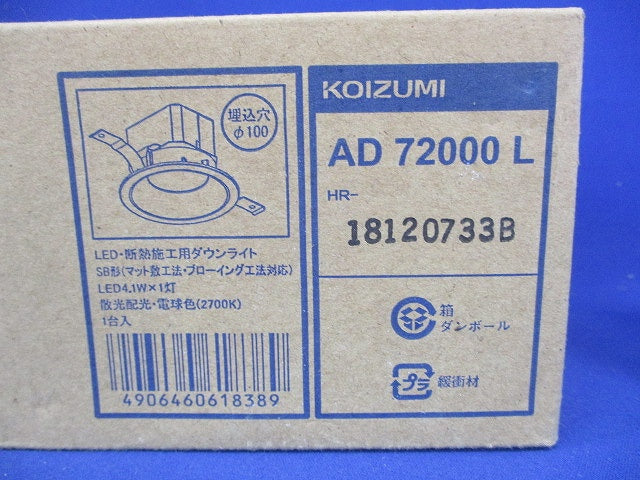 埋込穴
φ100
LED・断熱施工用ダウンライト
SB形(マット敷工法・ブローイング工法対応)
LED4.1W×1灯
散光配光・電球色(2700K)
1台入
4906460618389
KOIZUMI
AD 72000 L
HR-
18120733B
箱
ダンボール
プラ
緩衝材